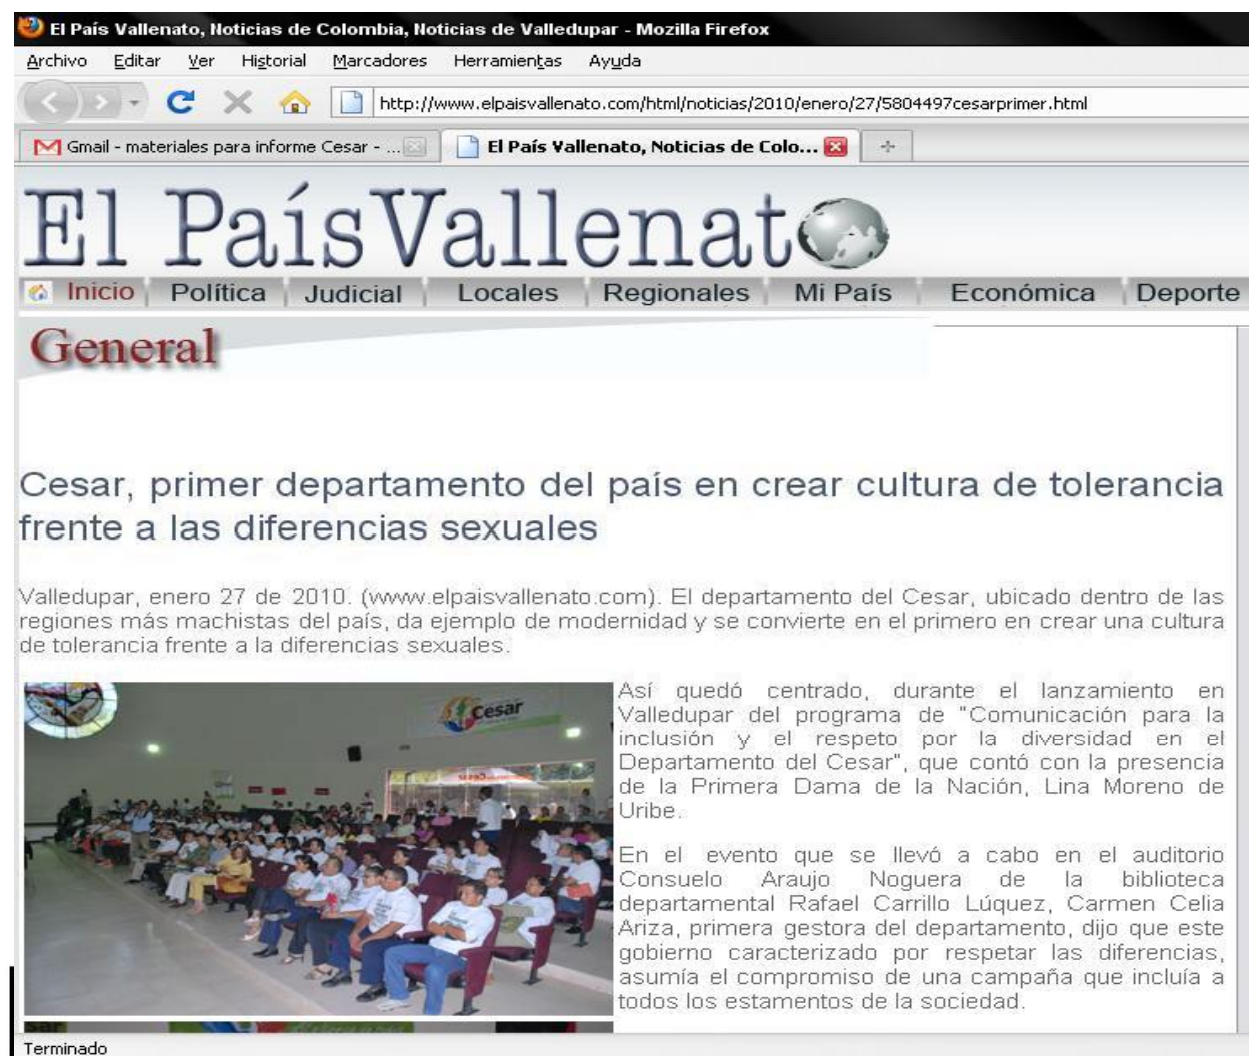 El País Vallenato, Noticias de Colombia, Noticias de Valledupar - Mozilla Firefox
Archivo Editar Ver Historial Marcadores Herramientas Ayuda
http://www.elpaisvallenato.com/html/noticias/2010/enero/27/5804497cesarprimer.html
Gmail - materiales para informe Cesar - ... El País Vallenato, Noticias de Colo...
El PaísVallenato
Inicio Política Judicial Locales Regionales Mi País Económica Deporte
General
Cesar, primer departamento del país en crear cultura de tolerancia
frente a las diferencias sexuales
Valledupar, enero 27 de 2010. (www.elpaisvallenato.com). El departamento del Cesar, ubicado dentro de las
regiones más machistas del país, da ejemplo de modernidad y se convierte en el primero en crear una cultura
de tolerancia frente a la diferencias sexuales.
Cesar
Así quedó centrado, durante el lanzamiento en
Valledupar del programa de "Comunicación para la
inclusión y el respeto por la diversidad en el
Departamento del Cesar", que contó con la presencia
de la Primera Dama de la Nación, Lina Moreno de
Uribe.
En el evento que se llevó a cabo en el auditorio
Consuelo Araujo Noguera de la biblioteca
departamental Rafael Carrillo Lúquez, Carmen Celia
Ariza, primera gestora del departamento, dijo que este
gobierno caracterizado por respetar las diferencias,
asumía el compromiso de una campaña que incluía a
todos los estamentos de la sociedad.
Terminado